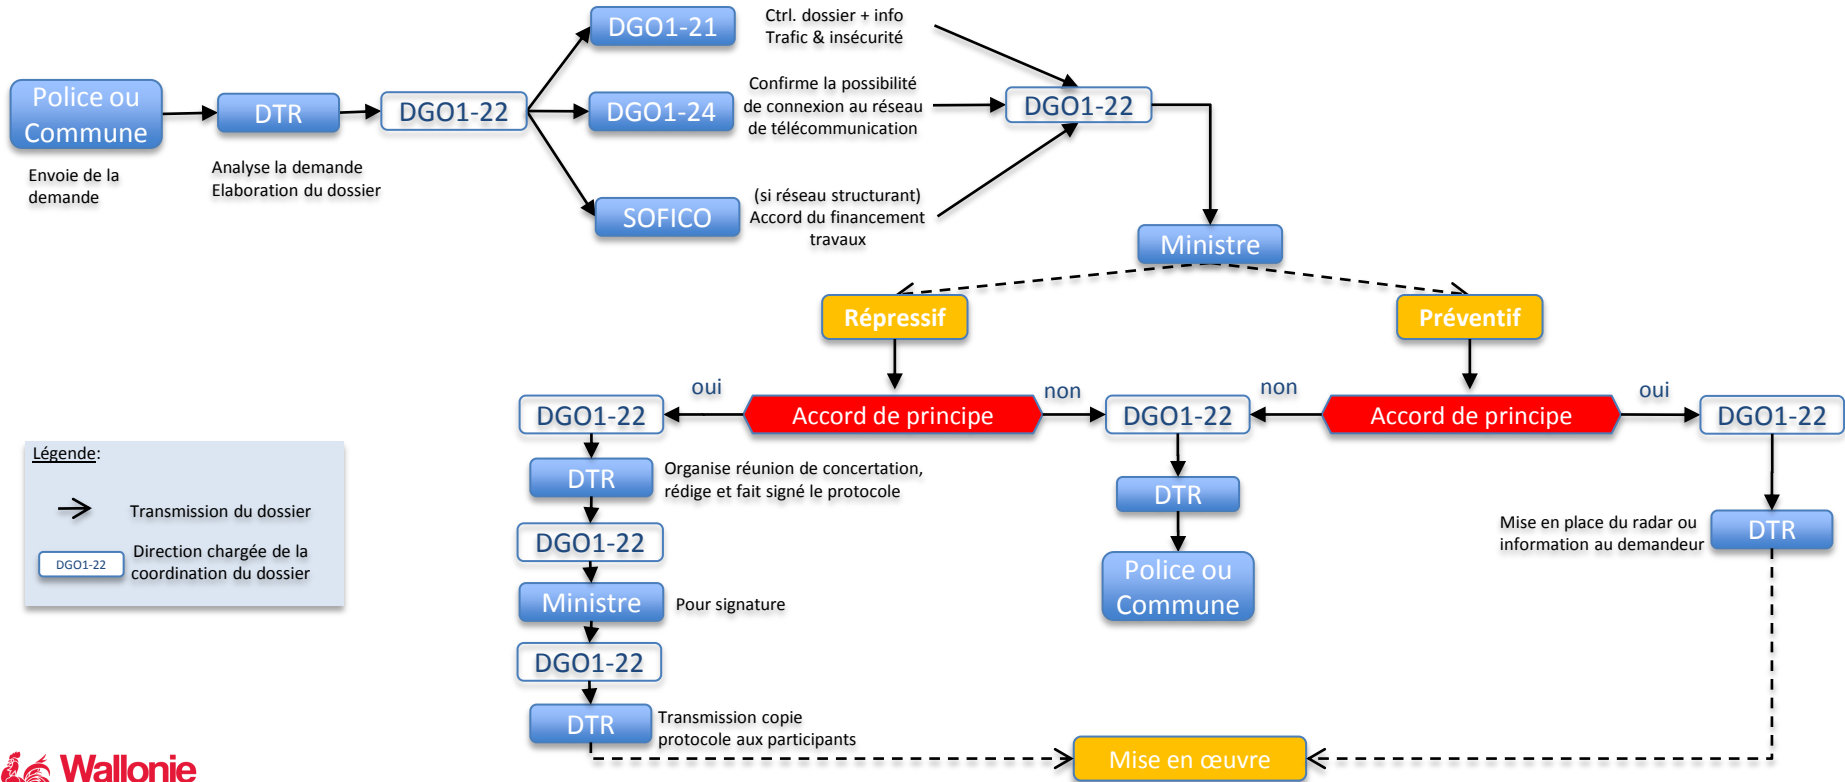 Police ou
Commune
Envoie de la
demande
DTR
Analyse la demande
Elaboration du dossier
DGO1-22
DGO1-21
Ctrl. dossier + info
Trafic & insécurité
DGO1-24
Confirme la possibilité
de connexion au réseau
de télécommunication
SOFICO
(si réseau structurant)
Accord du financement
travaux
DGO1-22
Ministre
Répressif
Préventif
oui
Accord de principe
non
non
Accord de principe
oui
DGO1-22
DTR
Organise réunion de concertation,
rédige et fait signé le protocole
DGO1-22
Ministre
Pour signature
DGO1-22
DTR
Transmission copie
protocole aux participants
DGO1-22
DTR
Police ou
Commune
DGO1-22
Mise en place du radar ou
information au demandeur
DTR
Mise en œuvre
Légende:
Transmission du dossier
DGO1-22
Direction chargée de la
coordination du dossier
Wallonie